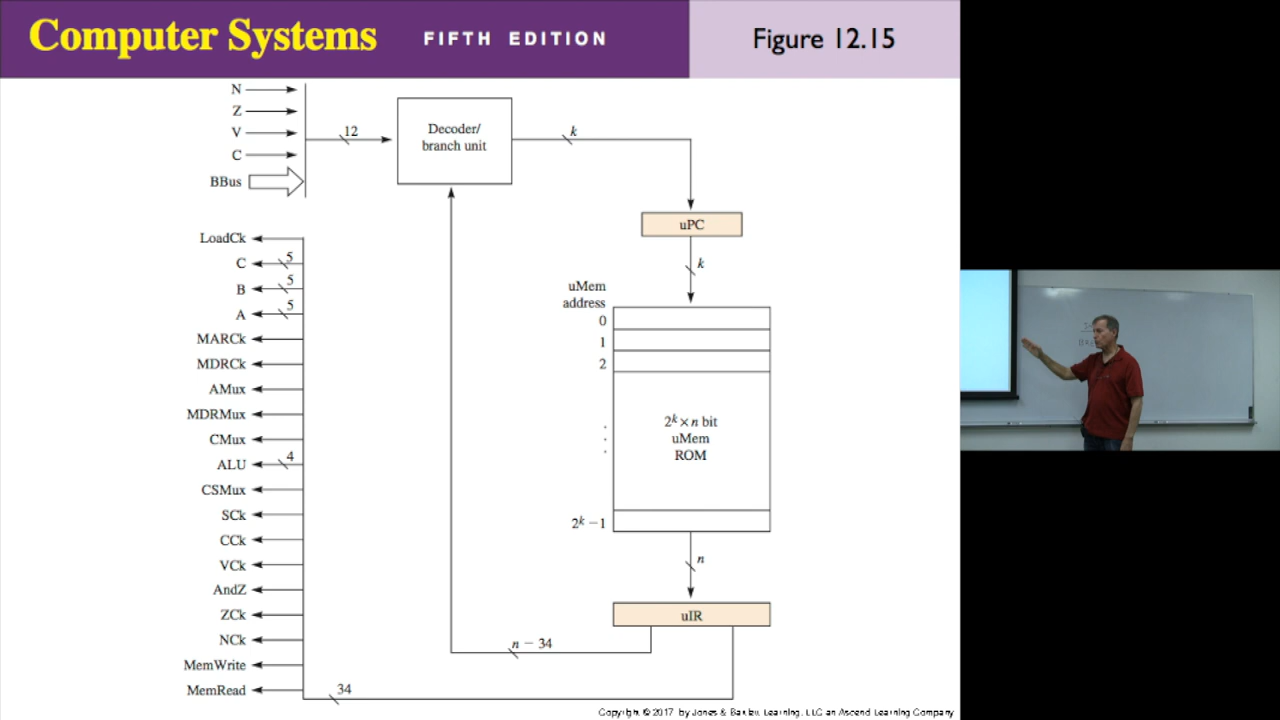 Computer Systems FIFTH EDITION Figure 12.15
N
Z
V
C
BBus
12
Decoder/
branch unit
k
uPC
k
uMem
address
0
1
2
.
.
.
2^k – 1
2^k × n bit
uMem
ROM
n
uIR
n – 34
34
LoadCk
C 5
B 5
A 5
MARCk
MDRCk
AMux
MDRMux
CMux
ALU 4
CSMux
SCk
CCk
VCk
AndZ
ZCk
NCk
MemWrite
MemRead
Copyright © 2017 by Jones & Bartlett Learning, LLC an Ascend Learning Company